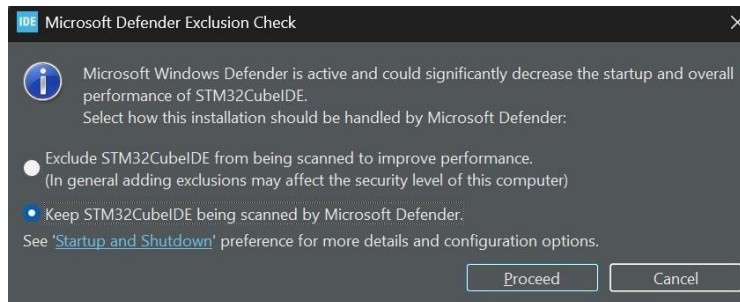 IDE Microsoft Defender Exclusion Check
Microsoft Windows Defender is active and could significantly decrease the startup and overall
performance of STM32CubeIDE.
Select how this installation should be handled by Microsoft Defender:
Exclude STM32CubeIDE from being scanned to improve performance.
(In general adding exclusions may affect the security level of this computer)
Keep STM32CubeIDE being scanned by Microsoft Defender.
See 'Startup and Shutdown' preference for more details and configuration options.
Proceed Cancel